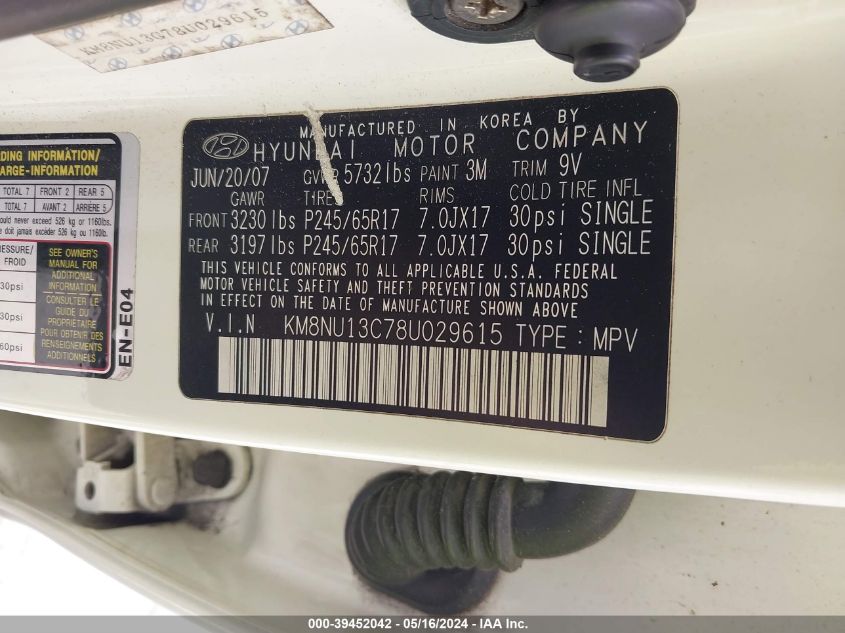 KM8NU13C78U029615
MANUFACTURED IN KOREA BY
HYUNDAI MOTOR COMPANY
JUN/20/07 GVWR 5732lbs PAINT 3M TRIM 9V
GAWR TIRES RIMS COLD TIRE INFL
FRONT 3230lbs P245/65R17 7.0JX17 30psi SINGLE
REAR 3197lbs P245/65R17 7.0JX17 30psi SINGLE
THIS VEHICLE CONFORMS TO ALL APPLICABLE U.S.A. FEDERAL
MOTOR VEHICLE SAFETY AND THEFT PREVENTION STANDARDS
IN EFFECT ON THE DATE OF MANUFACTURE SHOWN ABOVE
V.I.N KM8NU13C78U029615 TYPE : MPV
INFORMATION/
INFORMATION
TOTAL 7 FRONT 2 REAR 5
TOTAL 7 AVANT 2 ARRIÈRE 5
never exceed 526 kg or 1160lb.
doit jamais excéder 526 kg ou 1160lb.
FROID
30psi
30psi
60psi
SEE OWNER'S
MANUAL FOR
ADDITIONAL
INFORMATION
CONSULTER LE
GUIDE DU
PROPRIETAIRE
POUR OBTENIR DES
RENSEIGNEMENTS
ADDITIONNELS
EN-E04
000-39452042 - 05/16/2024 - IAA Inc.